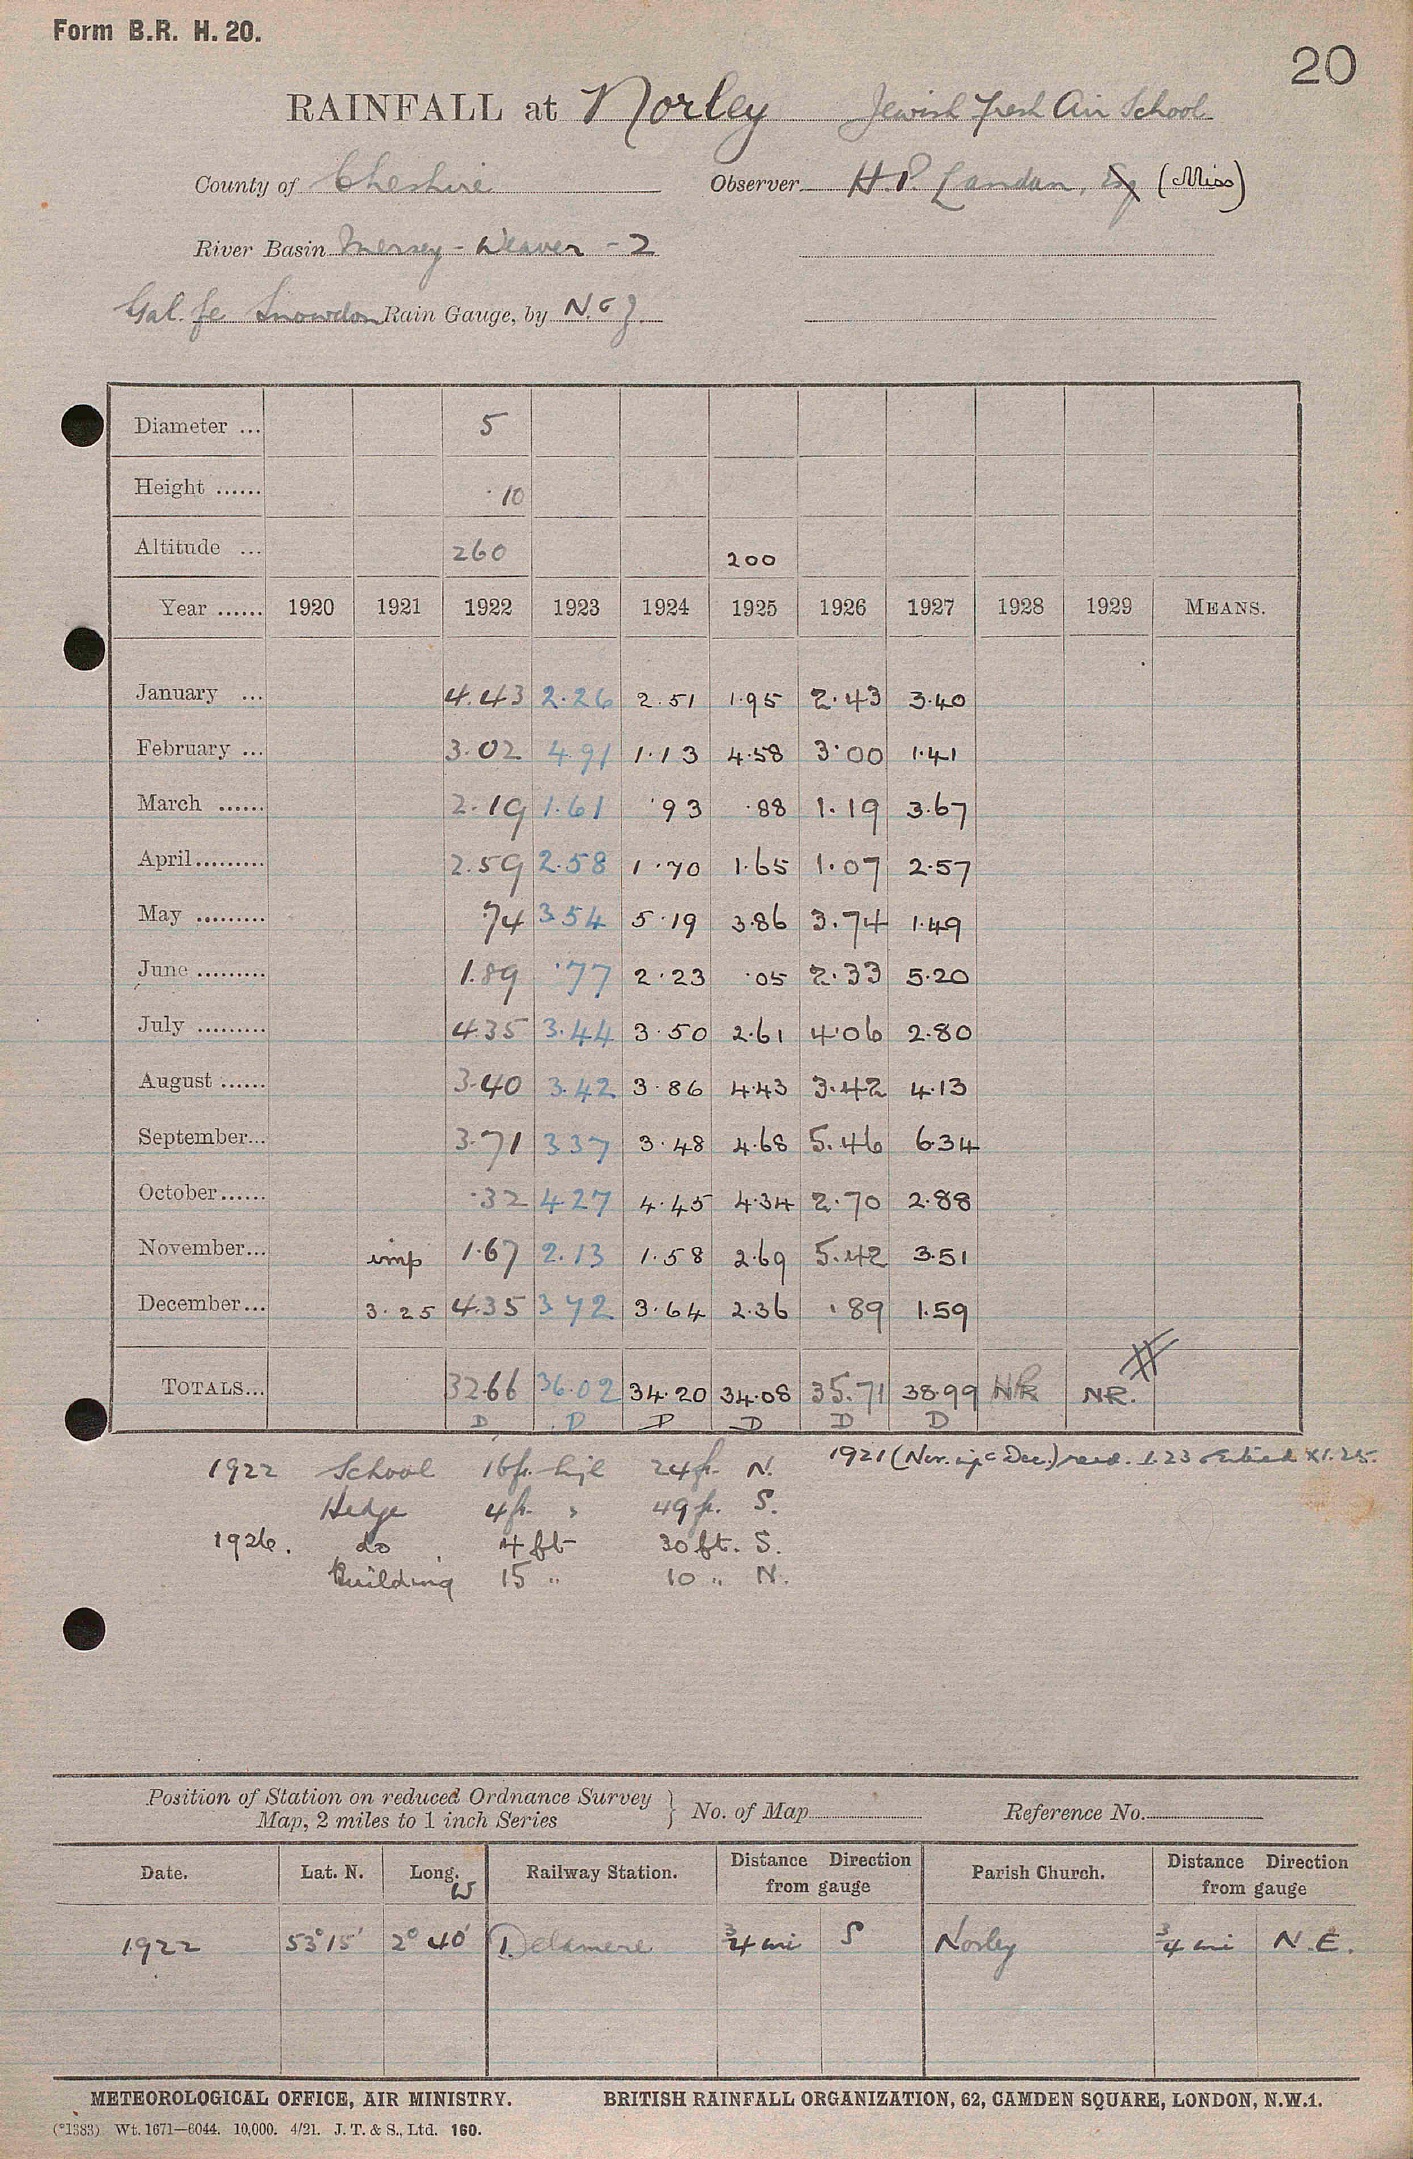 Form B.R. H. 20.
20
RAINFALL at Norley Jewish Fresh Air School
County of Cheshire Observer H.P. Landan, Esq (Miss)
River Basin Mersey - Weaver - 2
Gal. fe Snowdon Rain Gauge, by N. & Z.
Diameter ... 5
Height ...... ·10
Altitude ... 260 200
Year ...... 1920 1921 1922 1923 1924 1925 1926 1927 1928 1929 MEANS.
January ... 4.43 2.26 2.51 1.95 2.43 3.40
February ... 3.02 4.91 1.13 4.58 3.00 1.41
March ...... 2.19 1.61 .93 .88 1.19 3.67
April......... 2.59 2.58 1.70 1.65 1.07 2.57
May ......... .74 3.54 5.19 3.86 3.74 1.49
June ......... 1.89 .77 2.23 .05 2.33 5.20
July ......... 4.35 3.44 3.50 2.61 4.06 2.80
August ...... 3.40 3.42 3.86 4.43 3.42 4.13
September... 3.71 3.37 3.48 4.68 5.46 6.34
October...... .32 4.27 4.45 4.34 2.70 2.88
November... imp 1.67 2.13 1.58 2.69 5.42 3.51
December... 3.25 4.35 3.72 3.64 2.36 .89 1.59
TOTALS... 32.66 36.02 34.20 34.08 35.71 38.99 NR NR.
D D D D D D
1922 School 16ft. high 24ft. N. 1921 (Nov. imp & Dec.) read. 1.23 × 1.25.
Hedge 4ft. " 49ft. S.
1926. do 4 ft 30 ft. S.
Building 15 " 10 " N.
Position of Station on reduced Ordnance Survey
Map, 2 miles to 1 inch Series } No. of Map Reference No.
Date. Lat. N. Long. W Railway Station. Distance Direction from gauge Parish Church. Distance Direction from gauge
1922 53° 15' 2° 40' Delamere 3/4 mi S Norley 3/4 mi N.E.
METEOROLOGICAL OFFICE, AIR MINISTRY. BRITISH RAINFALL ORGANIZATION, 62, CAMDEN SQUARE, LONDON, N.W.1.
(*1383) Wt. 1671—6044. 10,000. 4/21. J. T. & S., Ltd. 160.